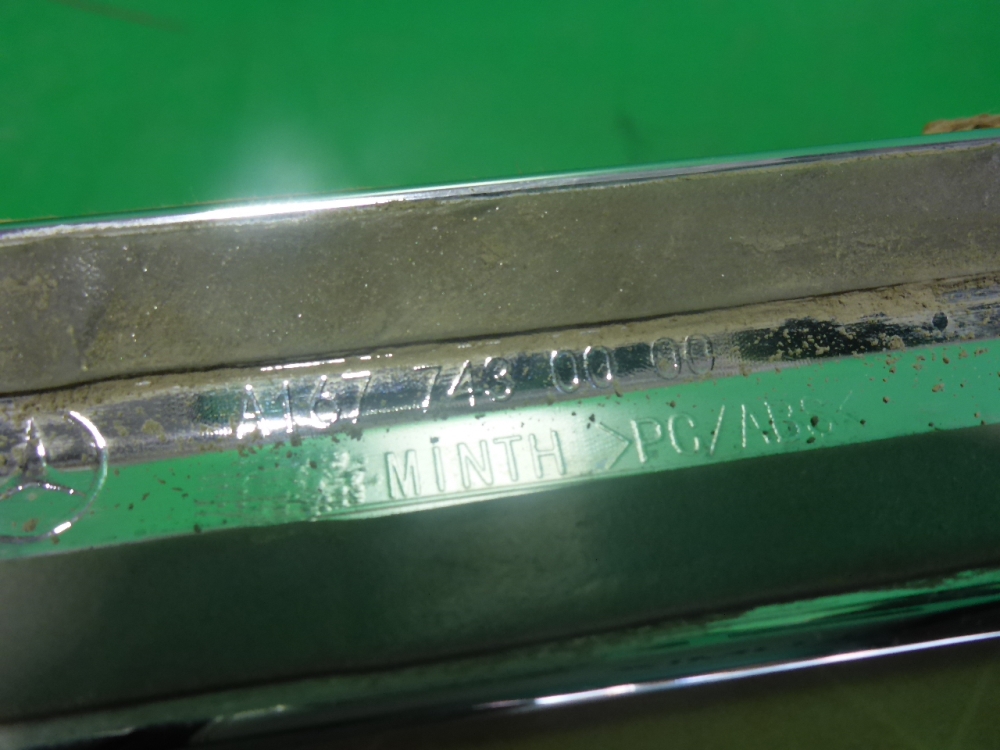 A167 743 00 00
MINTH >PC/ABS<